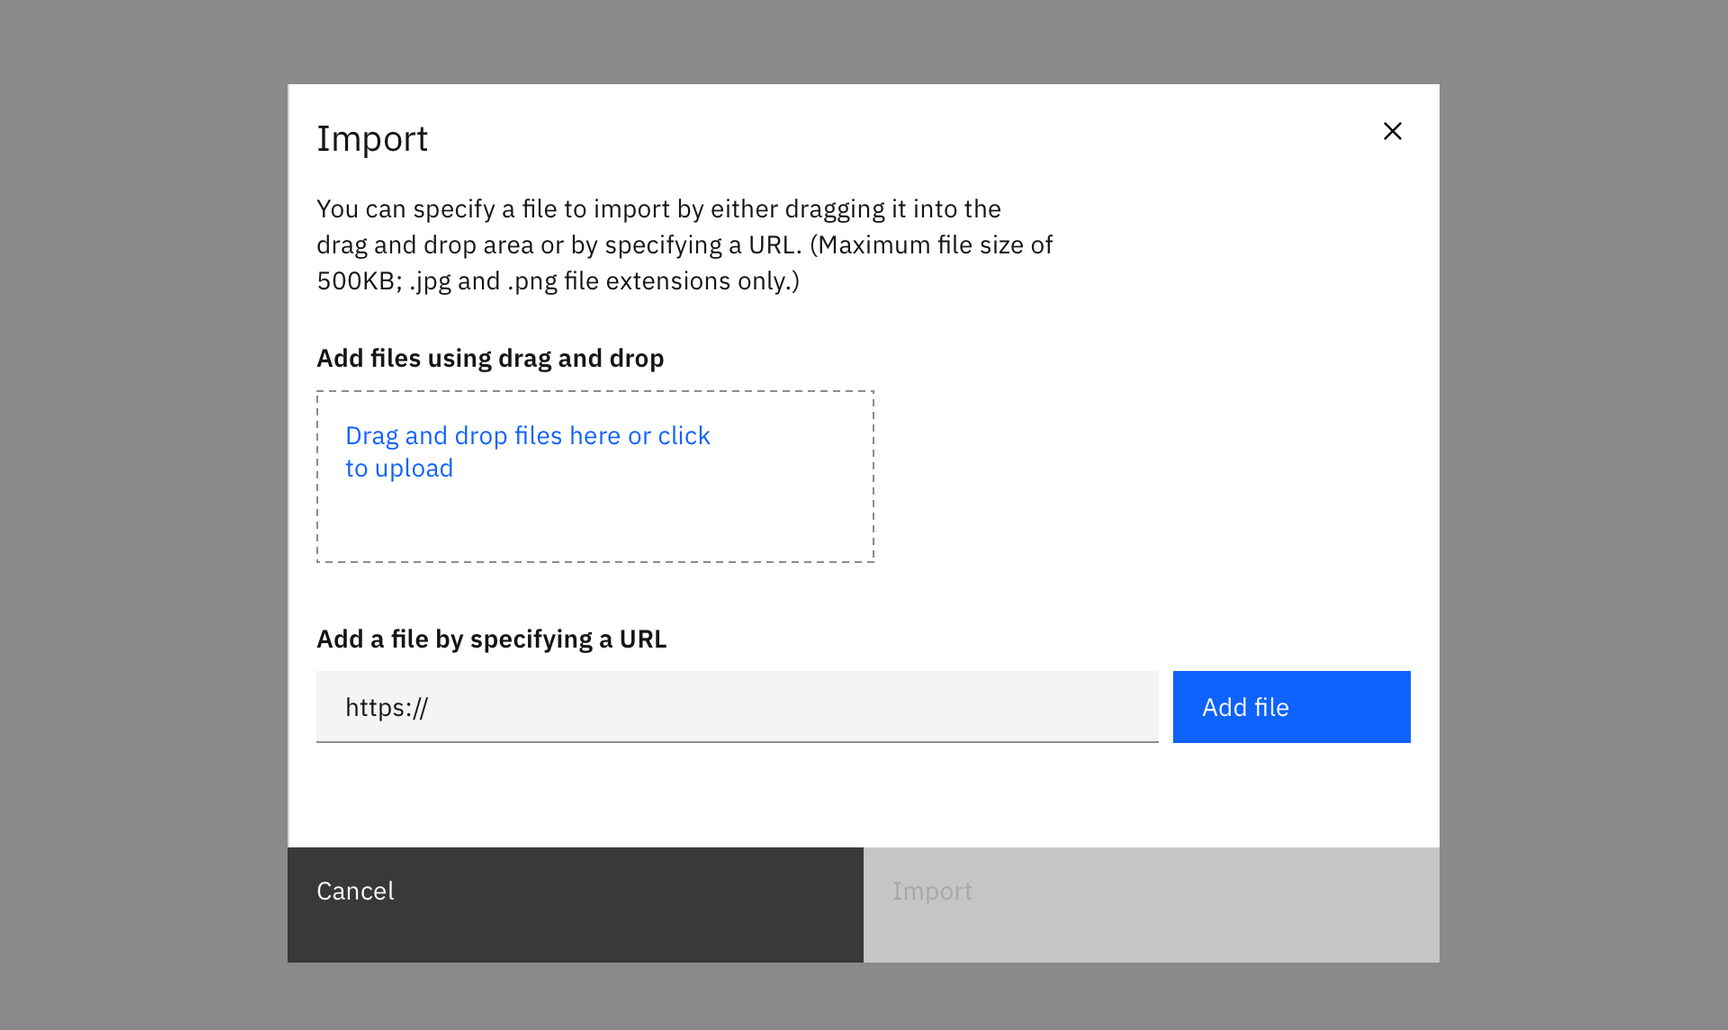 Import
You can specify a file to import by either dragging it into the
drag and drop area or by specifying a URL. (Maximum file size of
500KB; .jpg and .png file extensions only.)
Add files using drag and drop
Drag and drop files here or click
to upload
Add a file by specifying a URL
https://
Add file
Cancel
Import